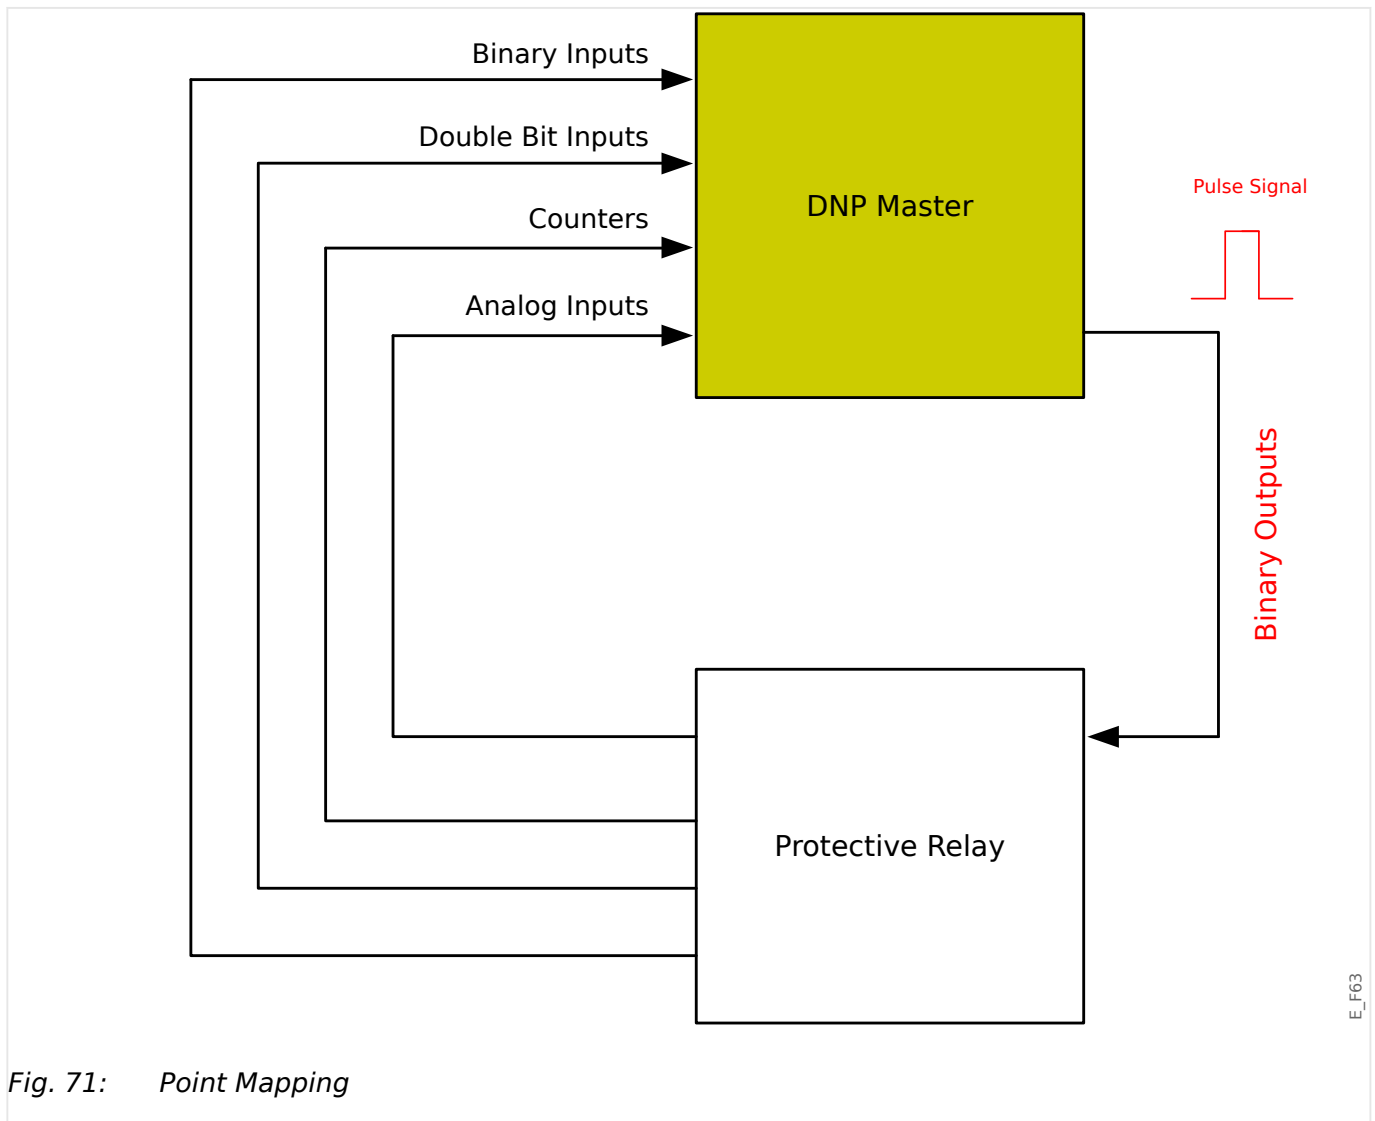 Binary Inputs
Double Bit Inputs
Counters
Analog Inputs
DNP Master
Pulse Signal
Binary Outputs
Protective Relay
E_F63
Fig. 71: Point Mapping